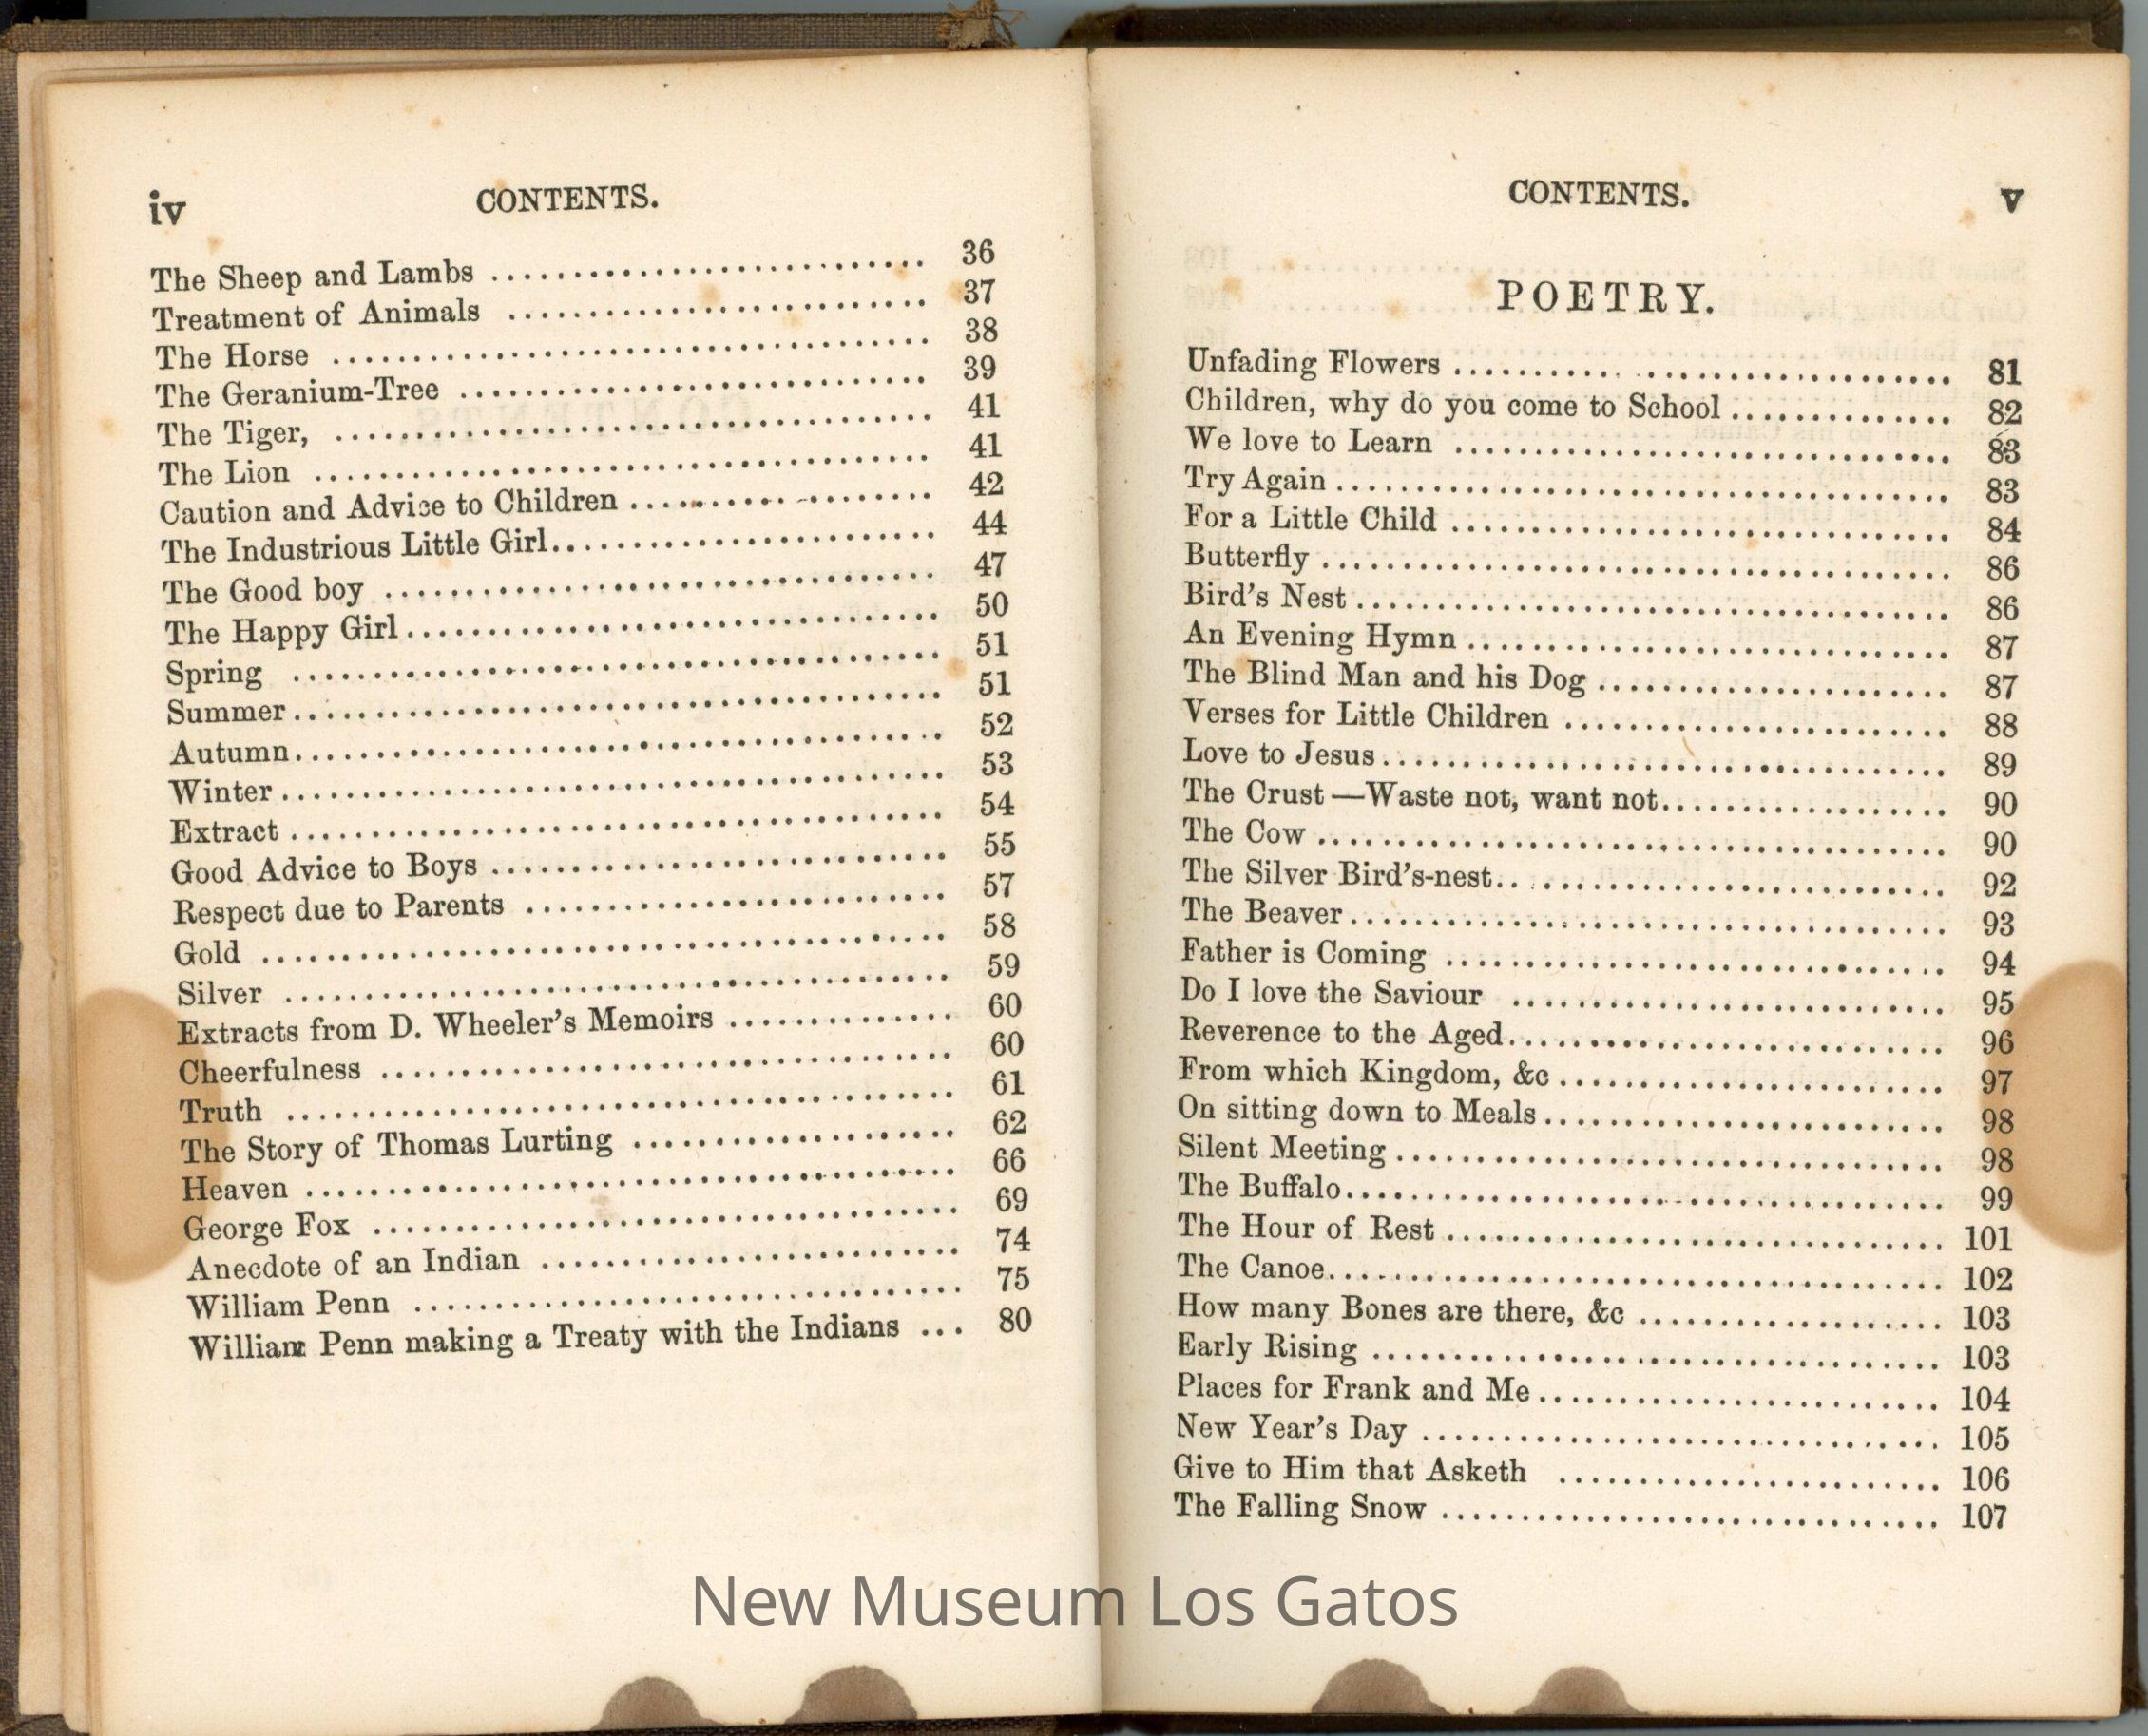 iv CONTENTS.
The Sheep and Lambs ........................... 36
Treatment of Animals .......................... 37
The Horse ..................................... 38
The Geranium-Tree ............................. 39
The Tiger, .................................... 41
The Lion ...................................... 41
Caution and Advice to Children ................... 42
The Industrious Little Girl........................ 44
The Good boy .................................. 47
The Happy Girl................................. 50
Spring ........................................ 51
Summer........................................ 51
Autumn........................................ 52
Winter......................................... 53
Extract ........................................ 54
Good Advice to Boys ............................ 55
Respect due to Parents .......................... 57
Gold .......................................... 58
Silver ......................................... 59
Extracts from D. Wheeler's Memoirs .............. 60
Cheerfulness ................................... 60
Truth ......................................... 61
The Story of Thomas Lurting .................... 62
Heaven ........................................ 66
George Fox .................................... 69
Anecdote of an Indian .......................... 74
William Penn .................................. 75
William Penn making a Treaty with the Indians ... 80
CONTENTS. v
POETRY.
Unfading Flowers ............................... 81
Children, why do you come to School .............. 82
We love to Learn ............................... 83
Try Again ...................................... 83
For a Little Child ............................... 84
Butterfly ....................................... 86
Bird's Nest ..................................... 86
An Evening Hymn .............................. 87
The Blind Man and his Dog ...................... 87
Verses for Little Children ........................ 88
Love to Jesus................................... 89
The Crust—Waste not, want not.................. 90
The Cow ....................................... 90
The Silver Bird's-nest............................ 92
The Beaver..................................... 93
Father is Coming ............................... 94
Do I love the Saviour ........................... 95
Reverence to the Aged........................... 96
From which Kingdom, &c ........................ 97
On sitting down to Meals......................... 98
Silent Meeting .................................. 98
The Buffalo..................................... 99
The Hour of Rest ............................... 101
The Canoe...................................... 102
How many Bones are there, &c ................... 103
Early Rising .................................... 103
Places for Frank and Me......................... 104
New Year's Day ................................ 105
Give to Him that Asketh ........................ 106
The Falling Snow ............................... 107
New Museum Los Gatos